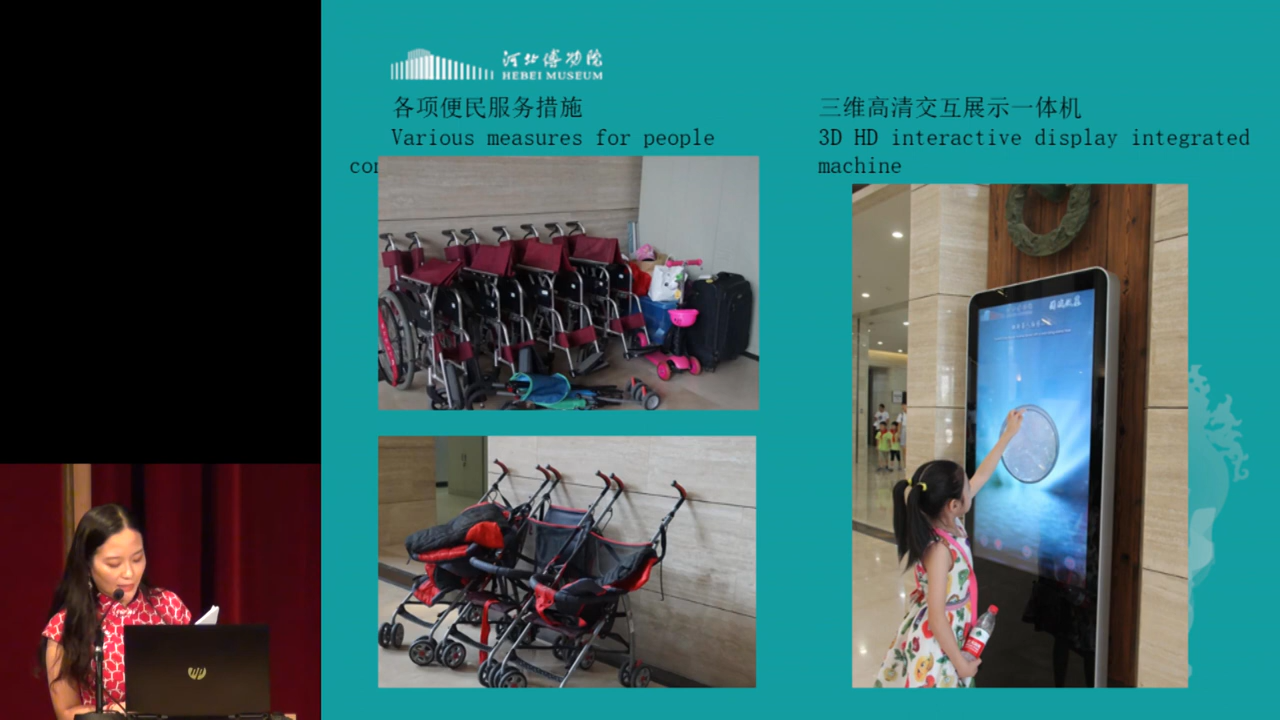 河北博物院
HEBEI MUSEUM
各项便民服务措施
Various measures for people
三维高清交互展示一体机
3D HD interactive display integrated
machine
hp